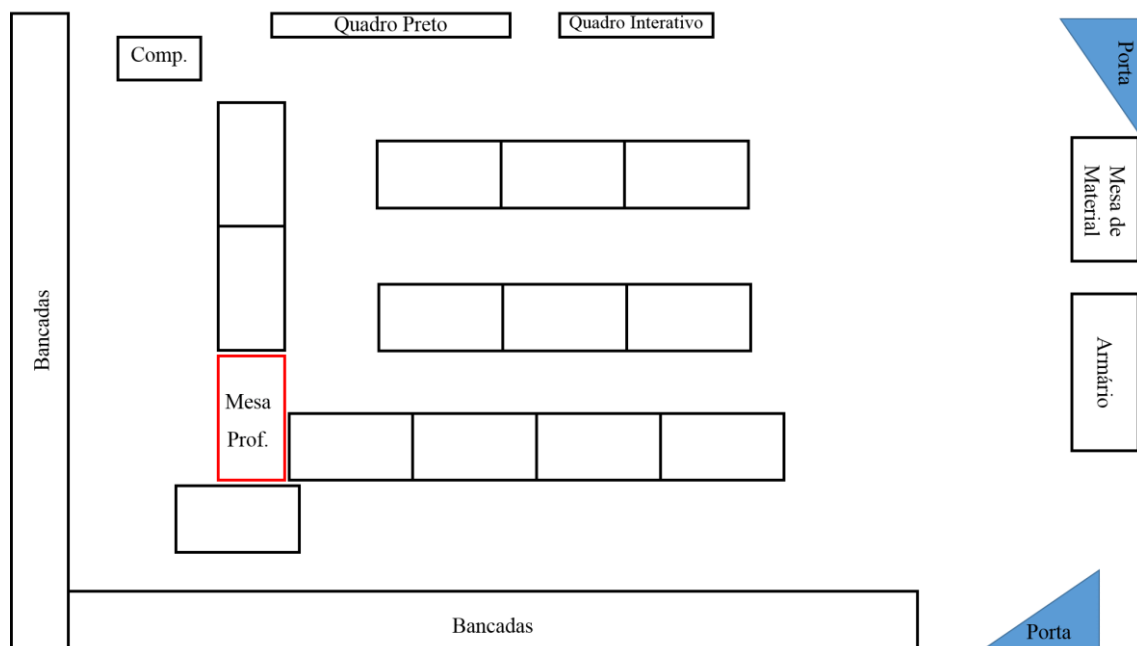 Quadro Preto
Quadro Interativo
Comp.
Porta
Mesa de
Material
Bancadas
Armário
Mesa
Prof.
Bancadas
Porta